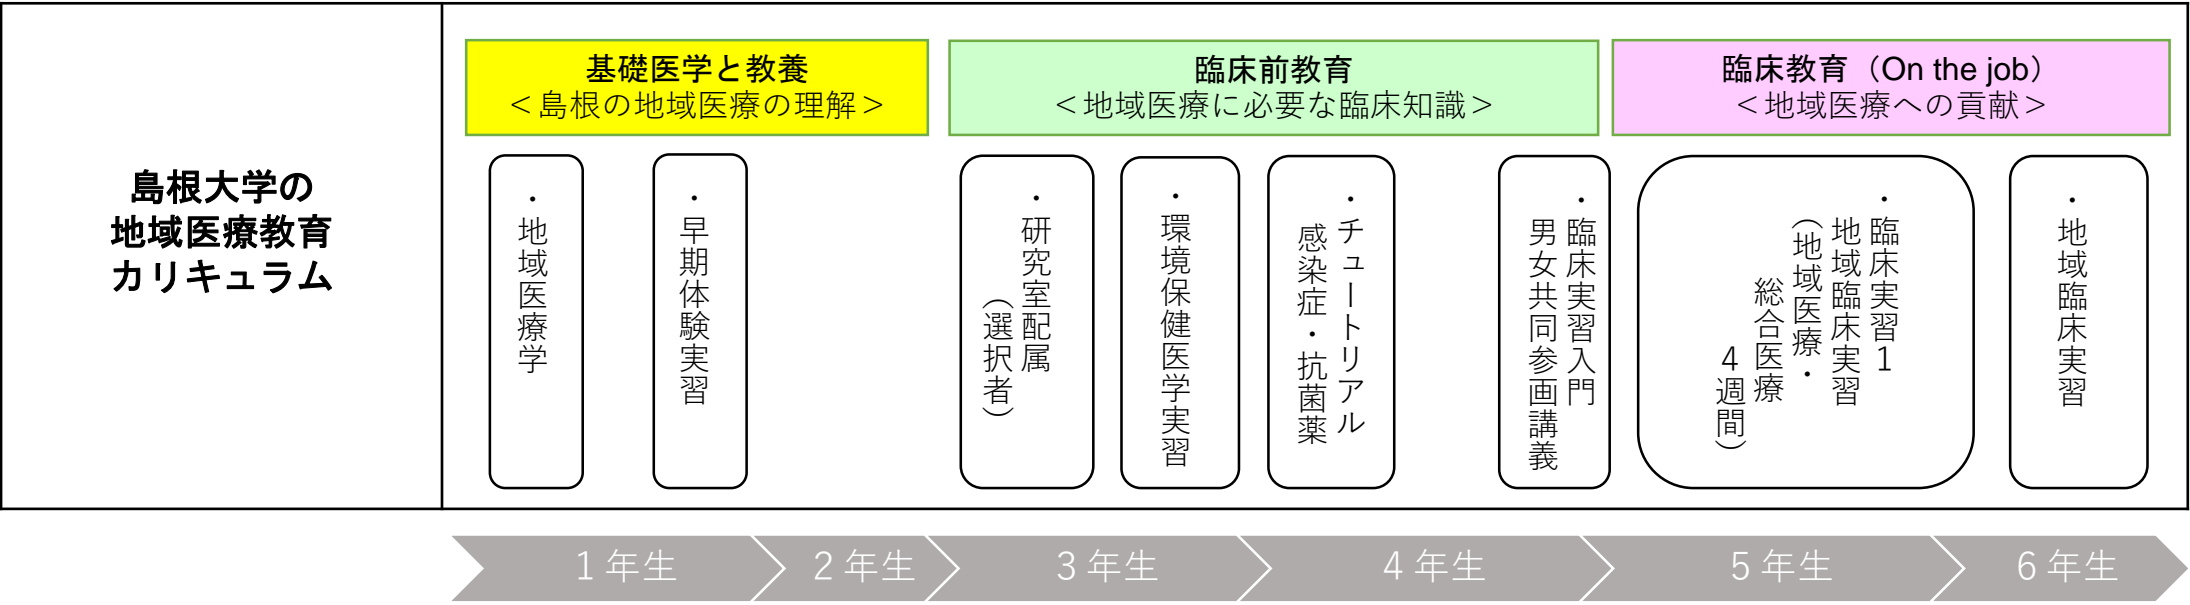 島根大学の
地域医療教育
カリキュラム
基礎医学と教養
＜島根の地域医療の理解＞
臨床前教育
＜地域医療に必要な臨床知識＞
臨床教育（On the job）
＜地域医療への貢献＞
・地域医療学
・早期体験実習
・研究室配属
（選択者）
・環境保健医学実習
・チュートリアル
感染症・抗菌薬
・臨床実習入門
男女共同参画講義
・臨床実習1
地域臨床実習
（地域医療・
総合医療
4週間）
・地域臨床実習
1年生
2年生
3年生
4年生
5年生
6年生